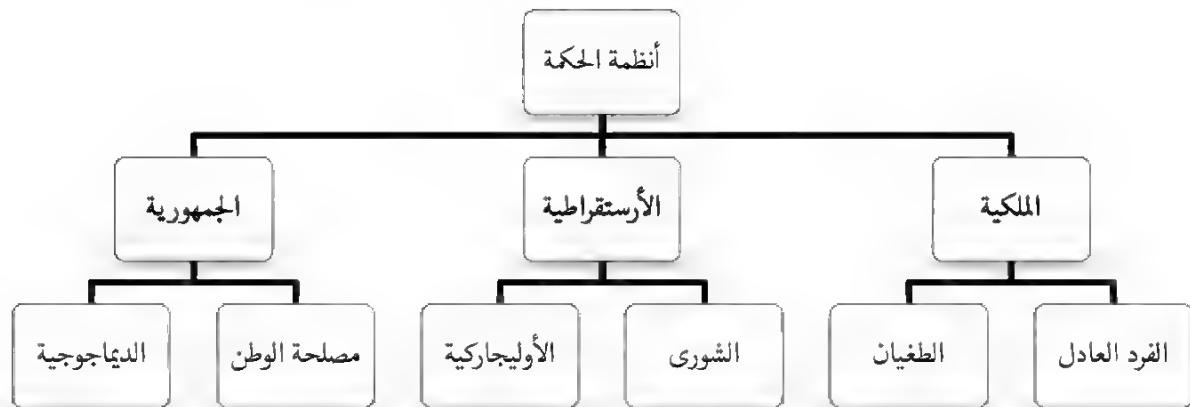 أنظمة الحكمة
الملكية
الأرستقراطية
الجمهورية
الفرد العادل
الطغيان
الشورى
الأوليجاركية
مصلحة الوطن
الديماجوجية